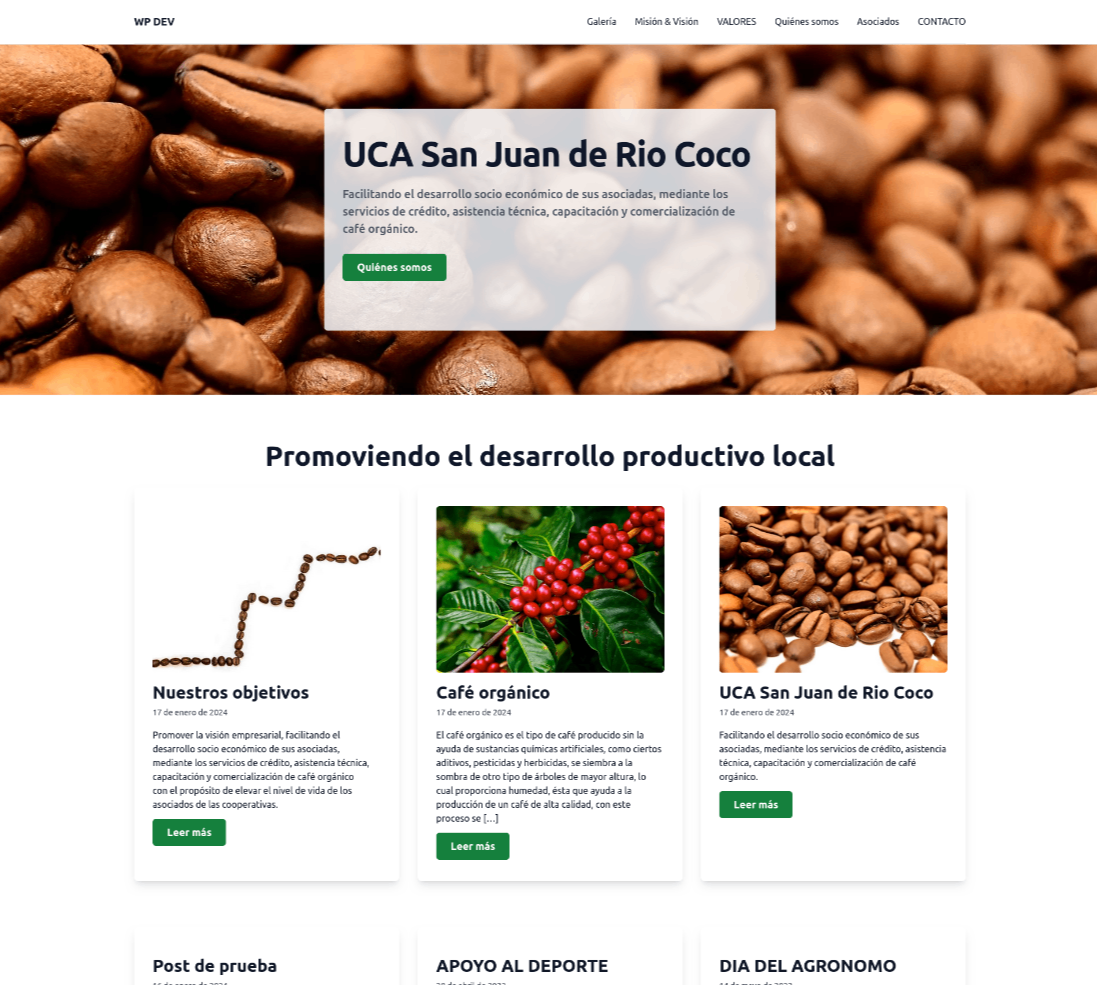 WP DEV
Galería Misión & Visión VALORES Quiénes somos Asociados CONTACTO
UCA San Juan de Rio Coco
Facilitando el desarrollo socio económico de sus asociadas, mediante los
servicios de crédito, asistencia técnica, capacitación y comercialización de
café orgánico.
Quiénes somos
Promoviendo el desarrollo productivo local
Nuestros objetivos
17 de enero de 2024
Promover la visión empresarial, facilitando el
desarrollo socio económico de sus asociadas,
mediante los servicios de crédito, asistencia técnica,
capacitación y comercialización de café orgánico
con el propósito de elevar el nivel de vida de los
asociados de las cooperativas.
Leer más
Café orgánico
17 de enero de 2024
El café orgánico es el tipo de café producido sin la
ayuda de sustancias químicas artificiales, como ciertos
aditivos, pesticidas y herbicidas, se siembra a la
sombra de otro tipo de árboles de mayor altura, lo
cual proporciona humedad, ésta que ayuda a la
producción de un café de alta calidad, con este
proceso se [...]
Leer más
UCA San Juan de Rio Coco
17 de enero de 2024
Facilitando el desarrollo socio económico de sus
asociadas, mediante los servicios de crédito, asistencia
técnica, capacitación y comercialización de café
orgánico.
Leer más
Post de prueba
APOYO AL DEPORTE
DIA DEL AGRONOMO